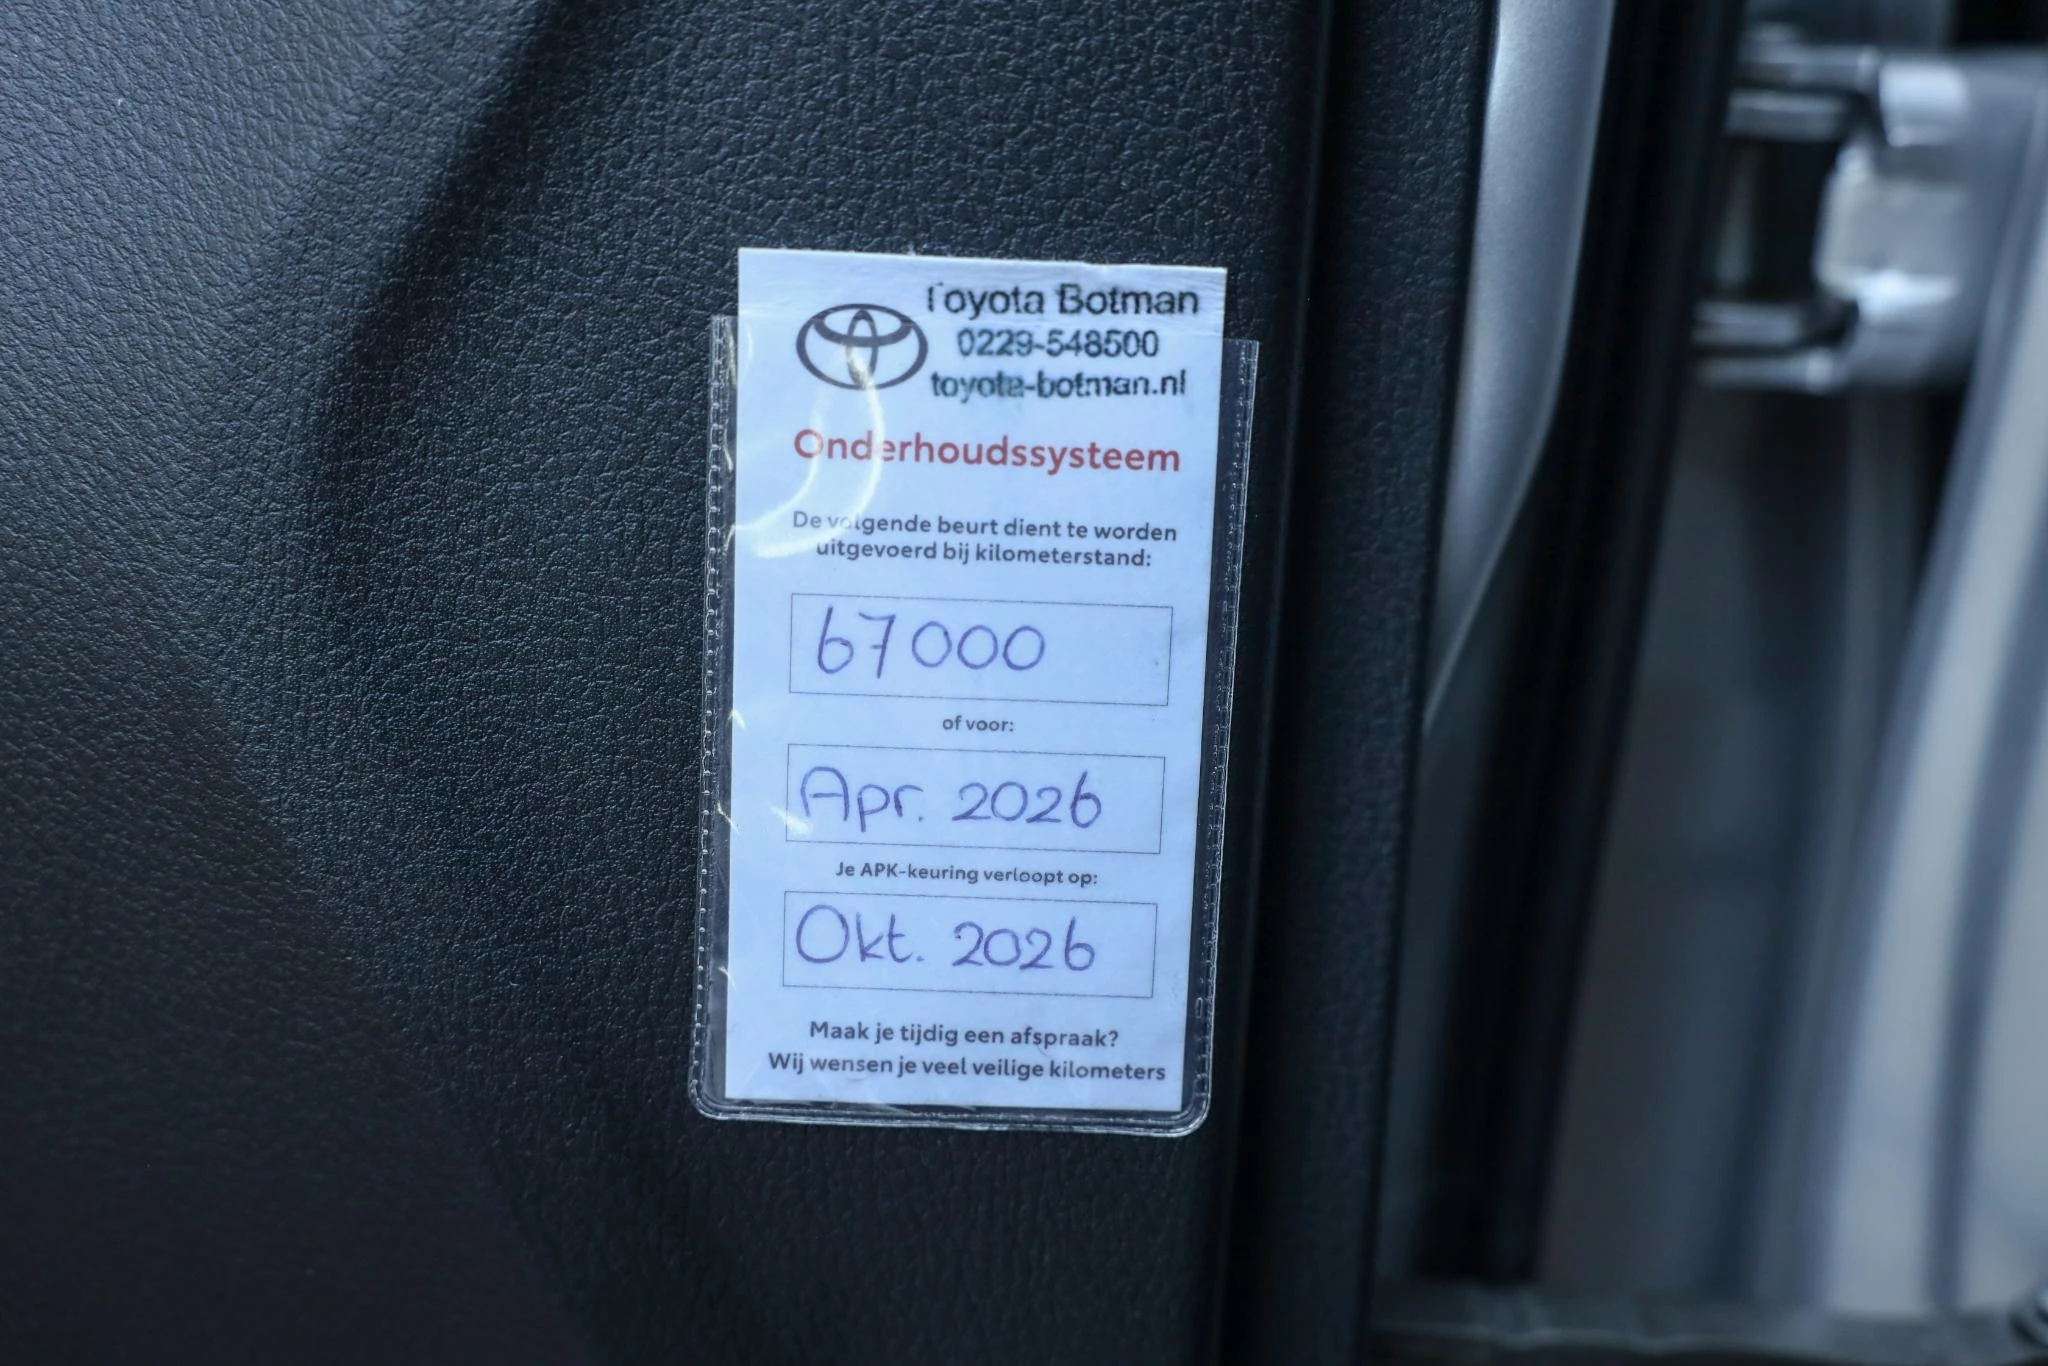 Toyota Botman
0229-548500
toyota-botman.nl
Onderhoudssysteem
De volgende beurt dient te worden
uitgevoerd bij kilometerstand:
67000
of voor:
Apr. 2026
Je APK-keuring verloopt op:
Okt. 2026
Maak je tijdig een afspraak?
Wij wensen je veel veilige kilometers